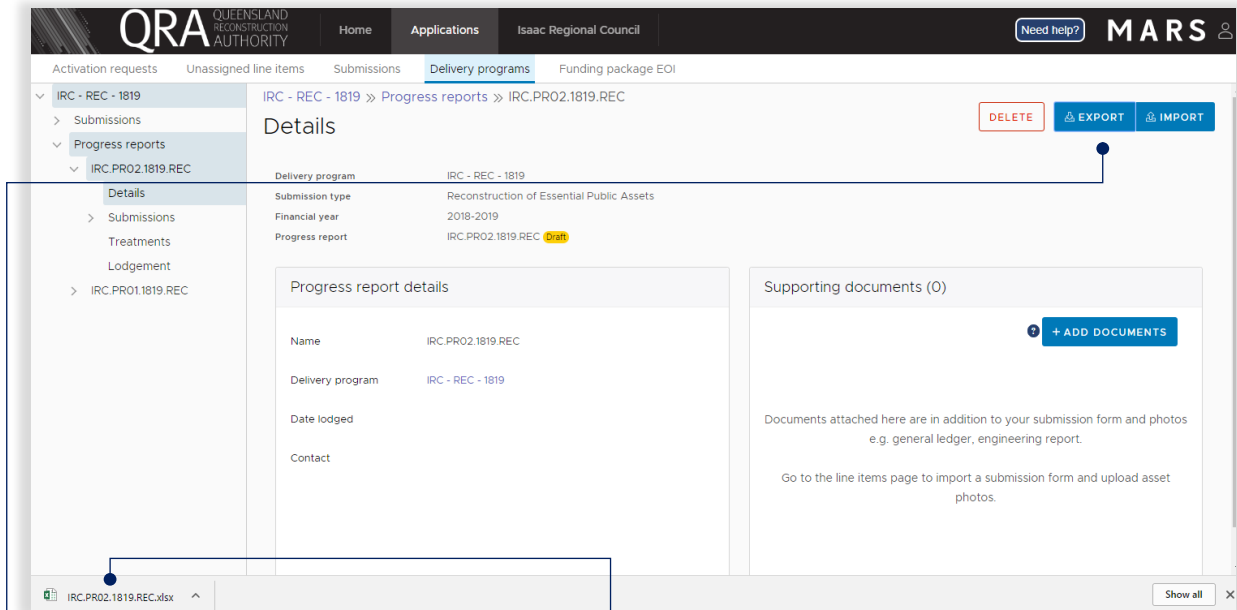 QRA QUEENSLAND RECONSTRUCTION AUTHORITY
Home Applications Isaac Regional Council Need help? MARS
Activation requests Unassigned line items Submissions Delivery programs Funding package EOI
IRC - REC - 1819
Submissions
Progress reports
IRC.PR02.1819.REC
Details
Submissions
Treatments
Lodgement
IRC.PR01.1819.REC
IRC - REC - 1819 » Progress reports » IRC.PR02.1819.REC
Details
DELETE EXPORT IMPORT
Delivery program IRC - REC - 1819
Submission type Reconstruction of Essential Public Assets
Financial year 2018-2019
Progress report IRC.PR02.1819.REC Draft
Progress report details
Name IRC.PR02.1819.REC
Delivery program IRC - REC - 1819
Date lodged
Contact
Supporting documents (0)
? + ADD DOCUMENTS
Documents attached here are in addition to your submission form and photos
e.g. general ledger, engineering report.
Go to the line items page to import a submission form and upload asset
photos.
IRC.PR02.1819.REC.xlsx Show all